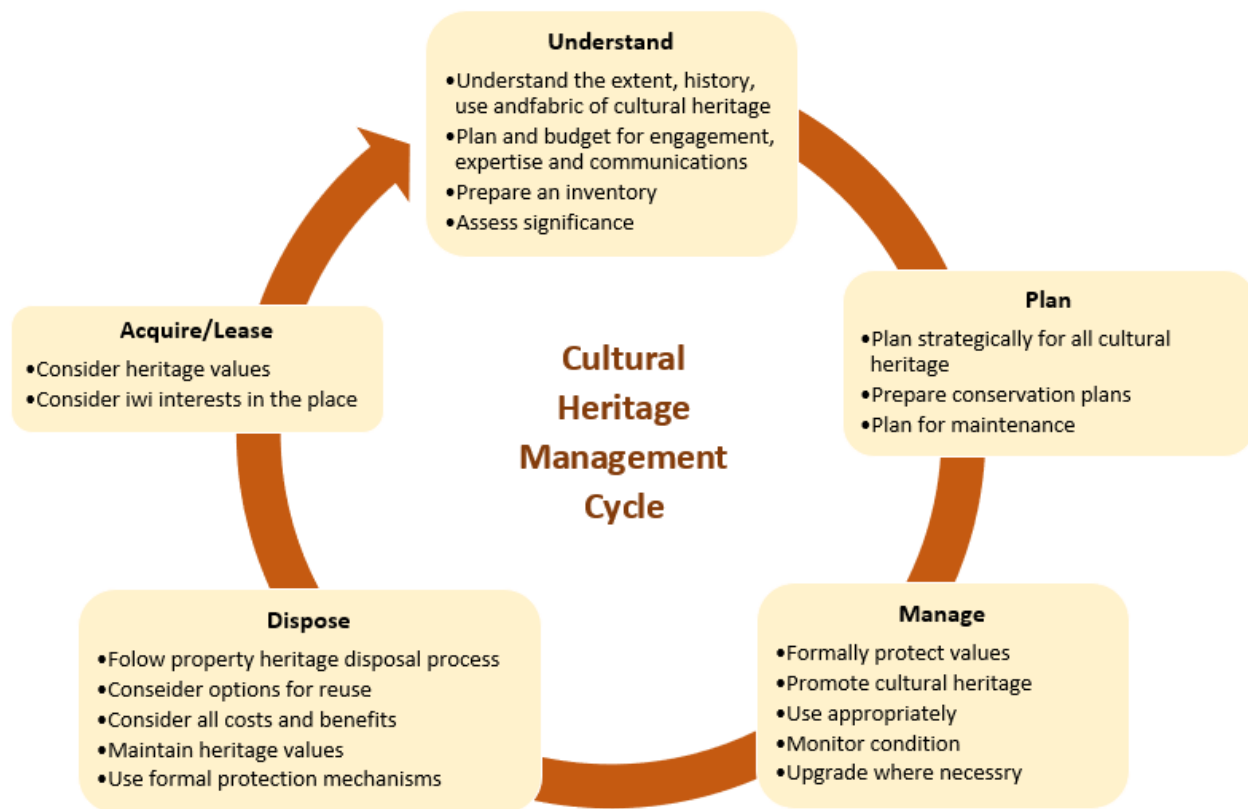 Understand
•Understand the extent, history,
use andfabric of cultural heritage
•Plan and budget for engagement,
expertise and communications
•Prepare an inventory
•Assess significance
Plan
•Plan strategically for all cultural
heritage
•Prepare conservation plans
•Plan for maintenance
Manage
•Formally protect values
•Promote cultural heritage
•Use appropriately
•Monitor condition
•Upgrade where necessry
Dispose
•Folow property heritage disposal process
•Conseider options for reuse
•Consider all costs and benefits
•Maintain heritage values
•Use formal protection mechanisms
Acquire/Lease
•Consider heritage values
•Consider iwi interests in the place
Cultural
Heritage
Management
Cycle